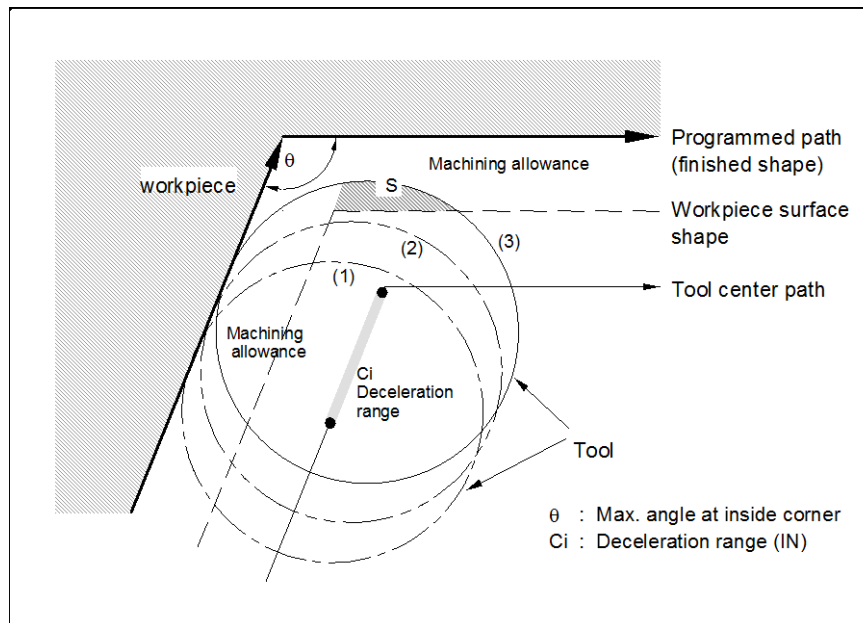 Programmed path
(finished shape)
Machining allowance
θ
workpiece
S
Workpiece surface
shape
(3)
(2)
(1)
Tool center path
Machining
allowance
Ci
Deceleration
range
Tool
θ : Max. angle at inside corner
Ci : Deceleration range (IN)